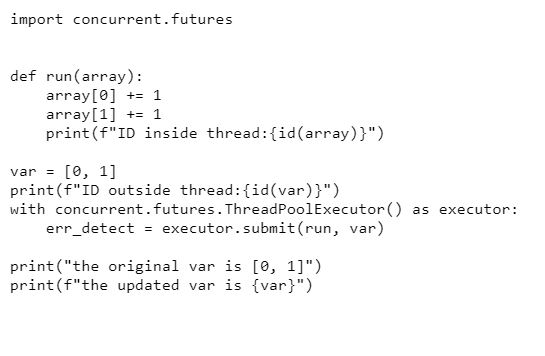 import concurrent.futures
def run(array):
    array[0] += 1
    array[1] += 1
    print(f"ID inside thread:{id(array)}")
var = [0, 1]
print(f"ID outside thread:{id(var)}")
with concurrent.futures.ThreadPoolExecutor() as executor:
    err_detect = executor.submit(run, var)
print("the original var is [0, 1]")
print(f"the updated var is {var}")